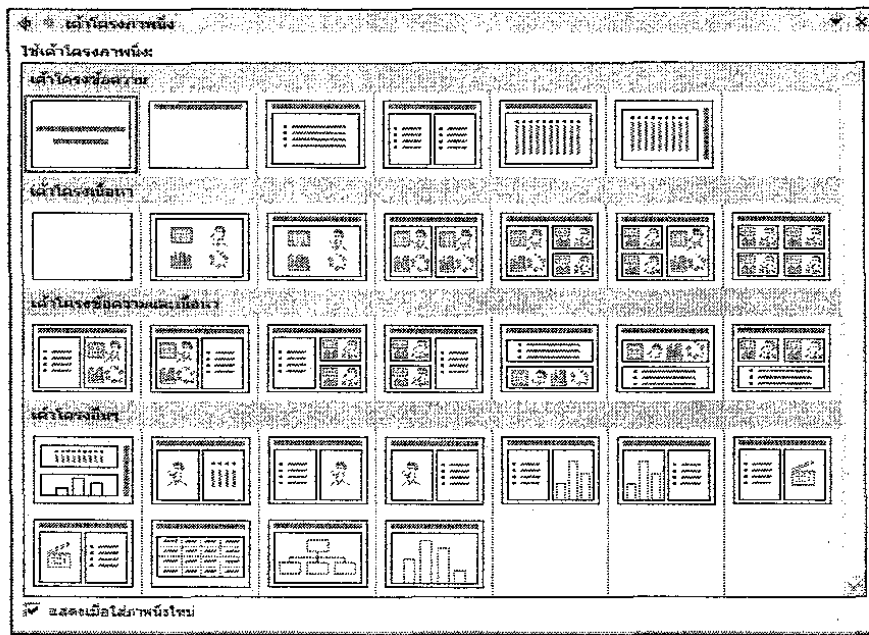 เค้าโครงภาพนิ่ง
ใช้เค้าโครงภาพนิ่ง:
เค้าโครงข้อความ
เค้าโครงเนื้อหา
เค้าโครงข้อความและเนื้อหา
เค้าโครงอื่นๆ
แสดงเมื่อใส่ภาพนิ่งใหม่